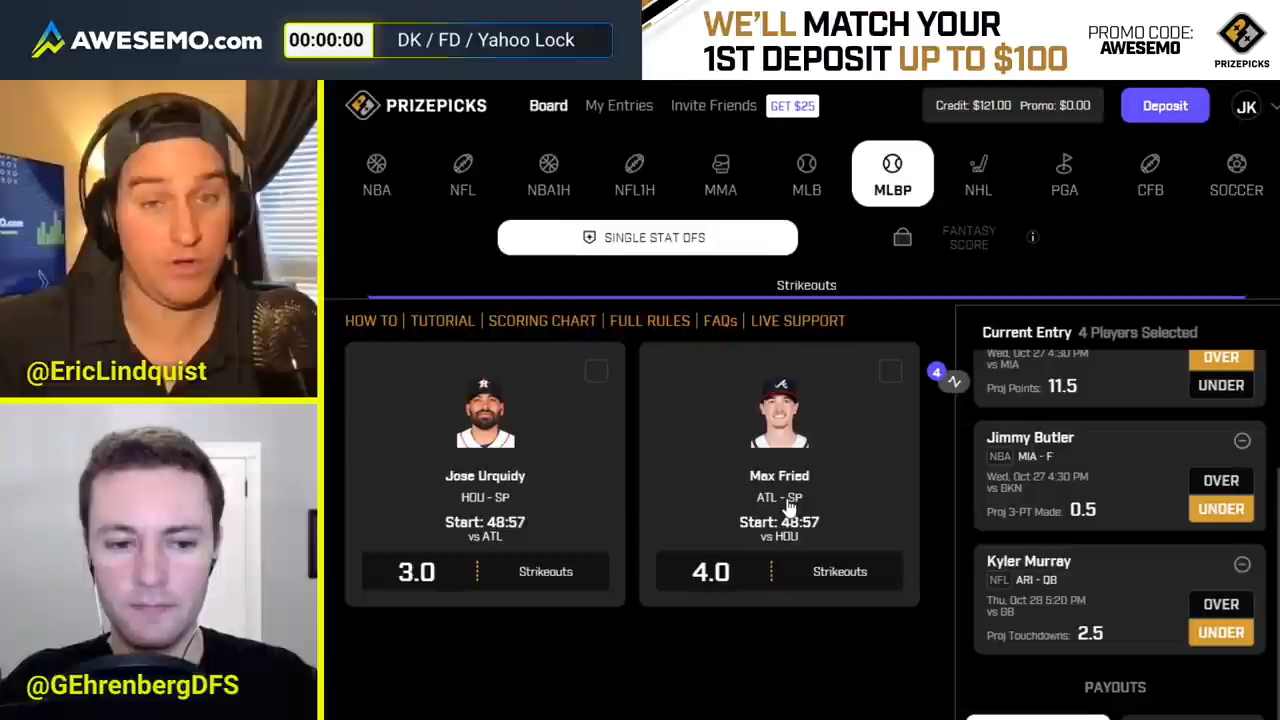 AWESEMO.com
00:00:00
DK / FD / Yahoo Lock
WE'LL MATCH YOUR
1ST DEPOSIT UP TO $100
PROMO CODE:
AWESEMO
PRIZEPICKS
PRIZEPICKS
Board
My Entries
Invite Friends
GET $25
Credit: $121.00 Promo: $0.00
Deposit
JK
NBA
NFL
NBA1H
NFL1H
MMA
MLB
MLBP
NHL
PGA
CFB
SOCCER
SINGLE STAT DFS
FANTASY
SCORE
Strikeouts
HOW TO | TUTORIAL | SCORING CHART | FULL RULES | FAQs | LIVE SUPPORT
Jose Urquidy
HOU - SP
Start: 48:57
vs ATL
3.0
Strikeouts
Max Fried
ATL - SP
Start: 48:57
vs HOU
4.0
Strikeouts
4
Current Entry 4 Players Selected
Wed, Oct 27 4:30 PM
vs MIA
Proj Points: 11.5
OVER
UNDER
Jimmy Butler
NBA MIA - F
Wed, Oct 27 4:30 PM
vs BKN
Proj 3-PT Made: 0.5
OVER
UNDER
Kyler Murray
NFL ARI - QB
Thu, Oct 28 5:20 PM
vs GB
Proj Touchdowns: 2.5
OVER
UNDER
PAYOUTS
@EricLindquist
@GEhrenbergDFS